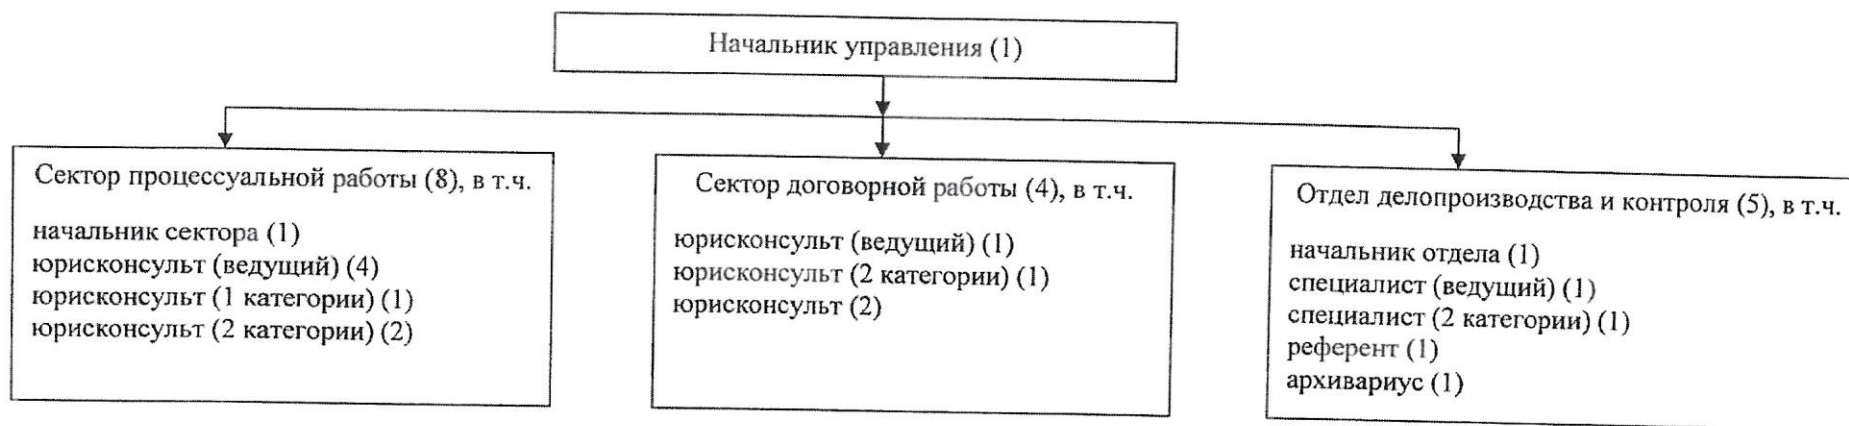 Начальник управления (1)
Сектор процессуальной работы (8), в т.ч.
начальник сектора (1)
юрисконсульт (ведущий) (4)
юрисконсульт (1 категории) (1)
юрисконсульт (2 категории) (2)
Сектор договорной работы (4), в т.ч.
юрисконсульт (ведущий) (1)
юрисконсульт (2 категории) (1)
юрисконсульт (2)
Отдел делопроизводства и контроля (5), в т.ч.
начальник отдела (1)
специалист (ведущий) (1)
специалист (2 категории) (1)
референт (1)
архивариус (1)